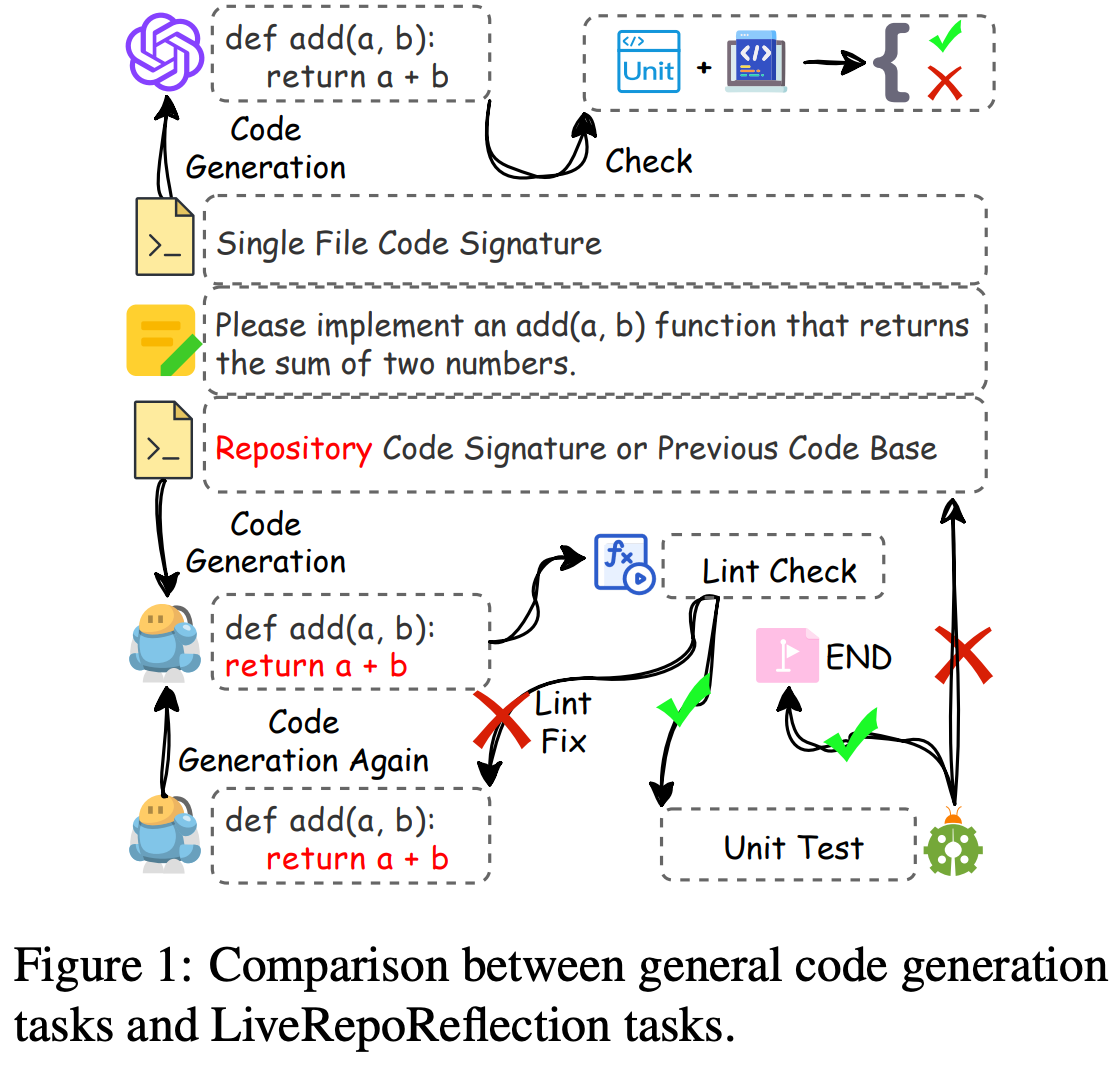 def add(a, b):
return a + b
</> </>
Unit +
Code
Generation
Check
>_
Single File Code Signature
Please implement an add(a, b) function that returns
the sum of two numbers.
>_
Repository Code Signature or Previous Code Base
Code
Generation
fx
Lint Check
def add(a, b):
return a + b
END
Lint
Fix
Code
Generation Again
def add(a, b):
return a + b
Unit Test
Figure 1: Comparison between general code generation
tasks and LiveRepoReflection tasks.